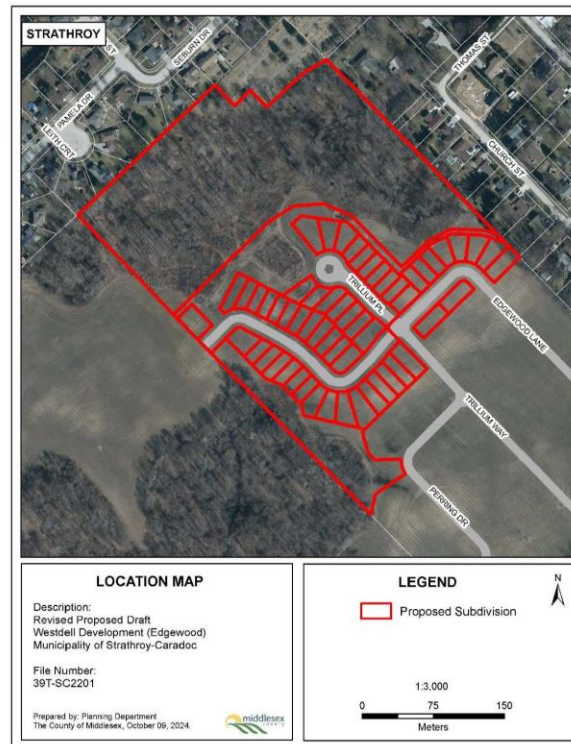 STRATHROY
ST
SEBURN DR
PAMELA DR
LEITH CRT
THOMAS ST
CHURCH ST
TRILLIUM PL
EDGEWOOD LANE
TRILLIUM WAY
PERRING DR
LOCATION MAP
Description:
Revised Proposed Draft
Westdell Development (Edgewood)
Municipality of Strathroy-Caradoc
File Number:
39T-SC2201
Prepared by: Planning Department
The County of Middlesex, October 09, 2024.
middlesex
county
LEGEND
N
Proposed Subdivision
1:3,000
0 75 150
Meters